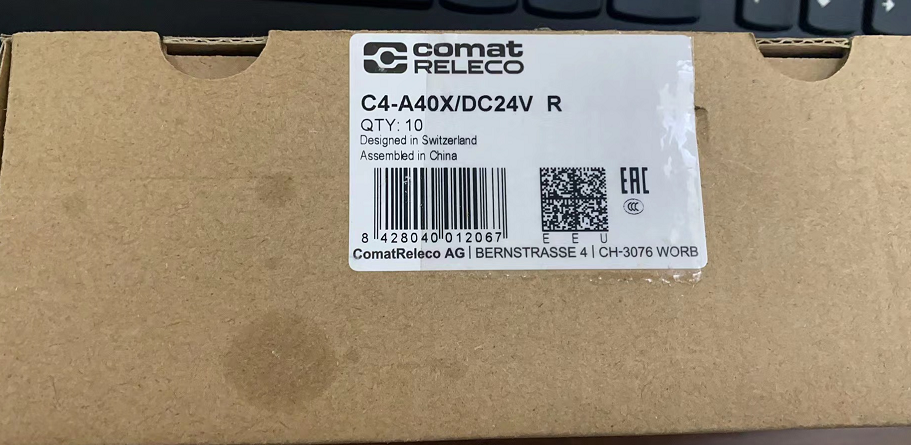 comat
RELECO
C4-A40X/DC24V R
QTY: 10
Designed in Switzerland
Assembled in China
EAC
CCC
8 428040 012067
E E U
ComatReleco AG | BERNSTRASSE 4 | CH-3076 WORB